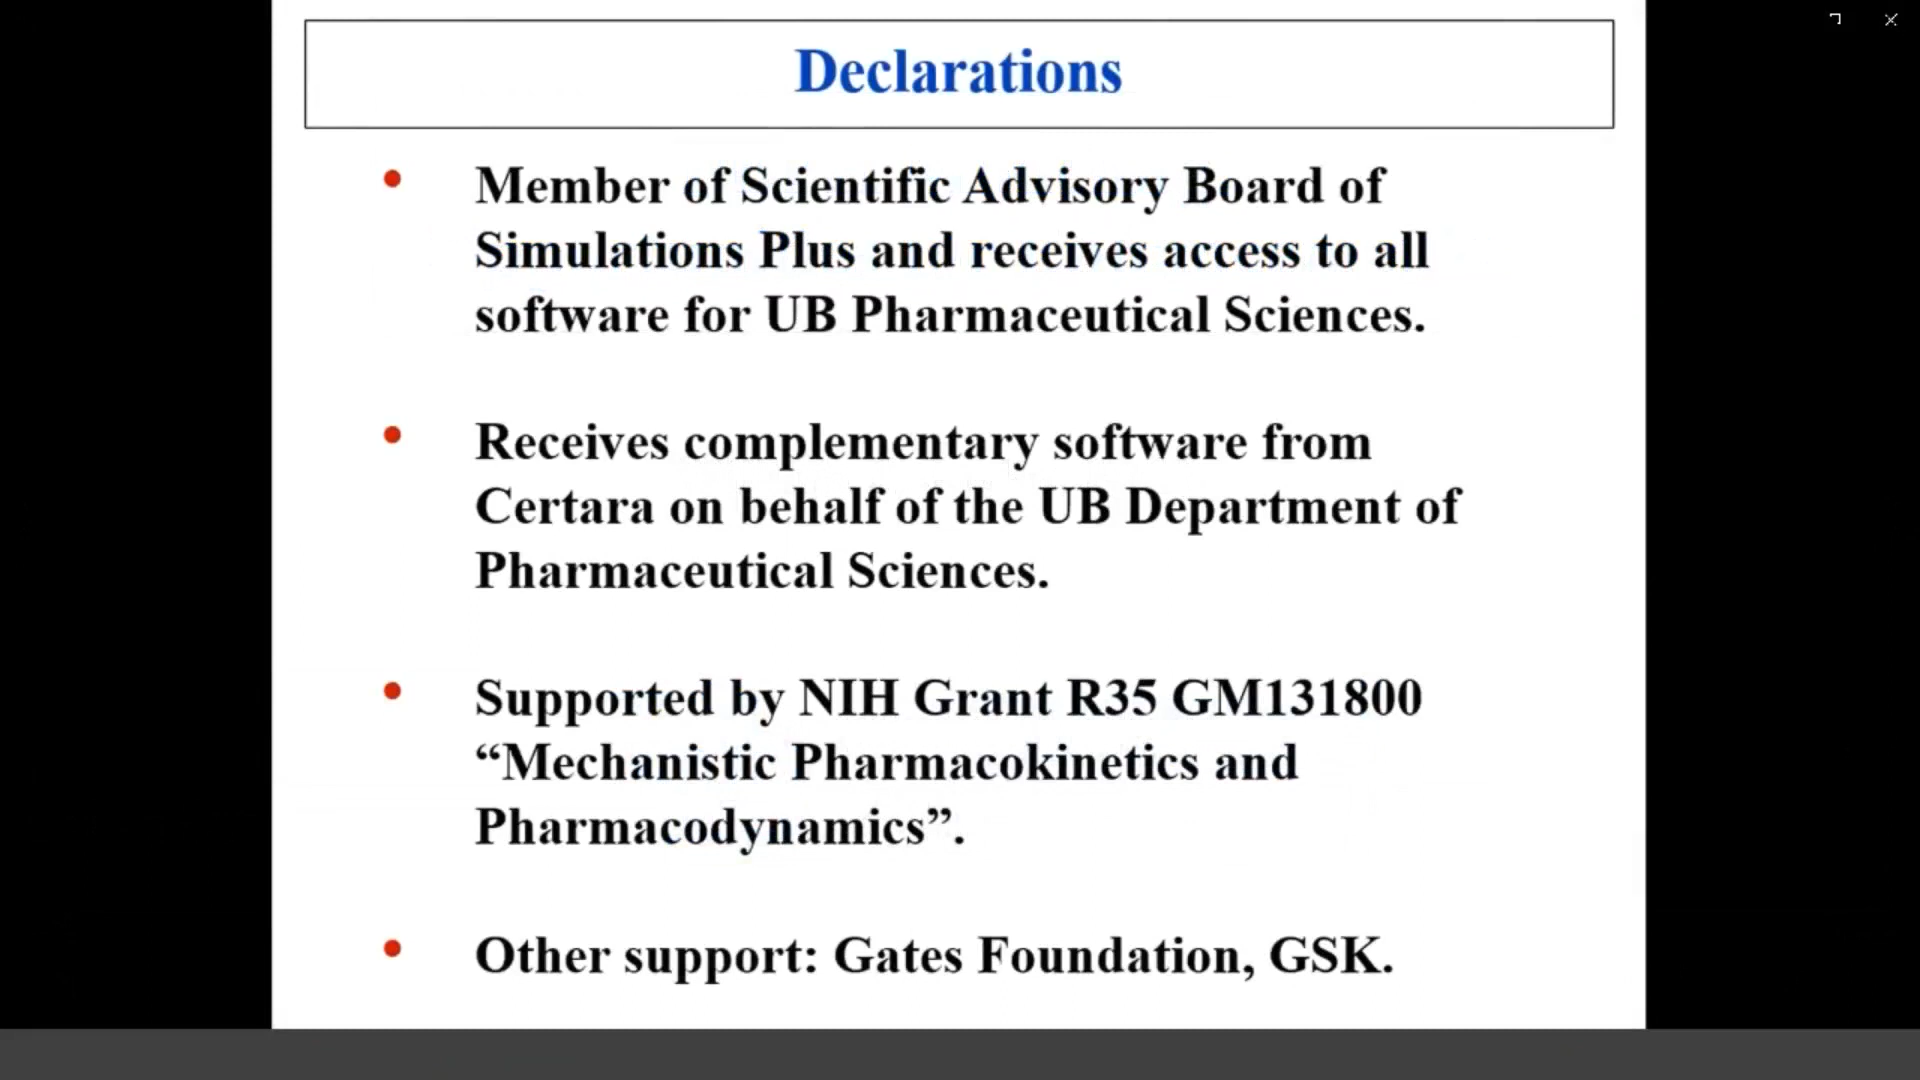 Declarations
• Member of Scientific Advisory Board of
Simulations Plus and receives access to all
software for UB Pharmaceutical Sciences.
• Receives complementary software from
Certara on behalf of the UB Department of
Pharmaceutical Sciences.
• Supported by NIH Grant R35 GM131800
“Mechanistic Pharmacokinetics and
Pharmacodynamics”.
• Other support: Gates Foundation, GSK.